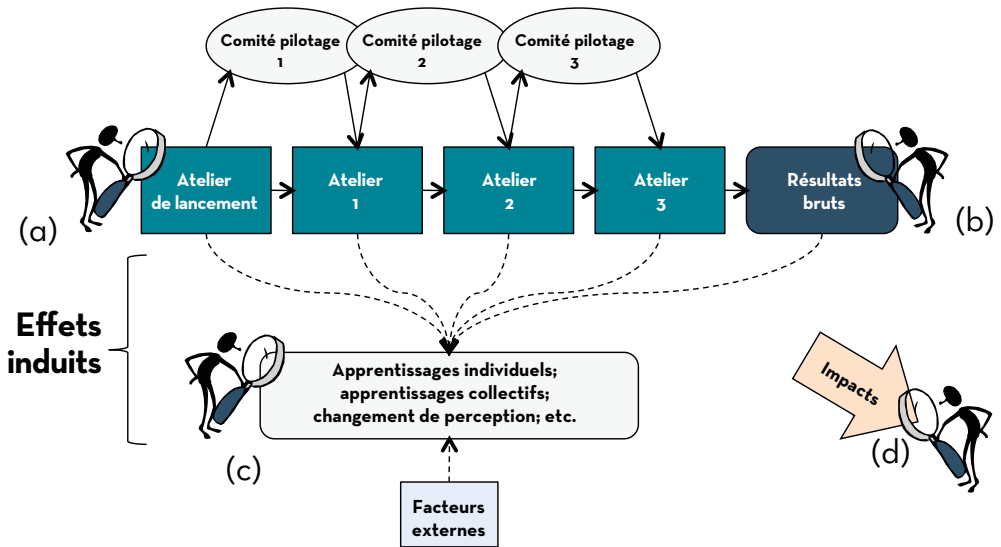 Comité pilotage
1
Comité pilotage
2
Comité pilotage
3
Atelier
de lancement
Atelier
1
Atelier
2
Atelier
3
Résultats
bruts
(a)
(b)
Effets
induits
Apprentissages individuels;
apprentissages collectifs;
changement de perception; etc.
Impacts
(c)
(d)
Facteurs
externes